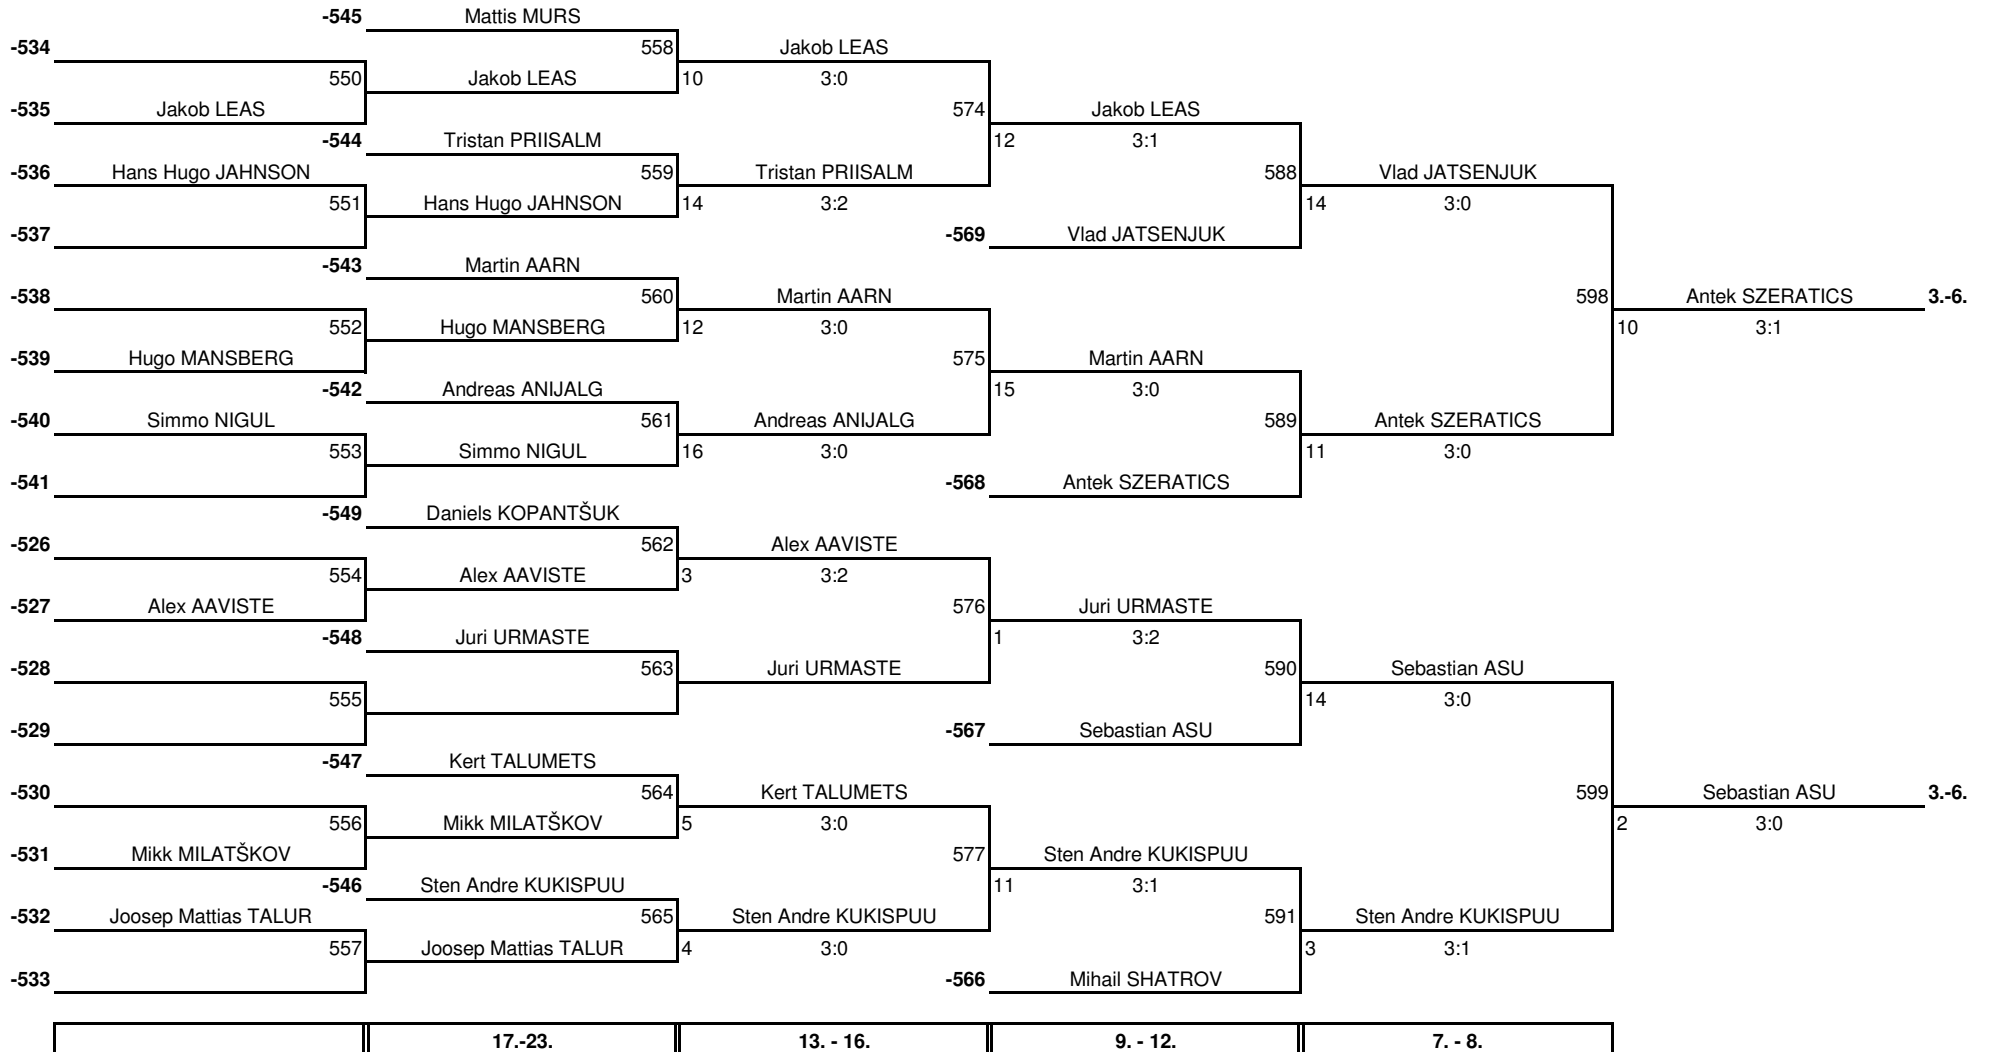 -545 Mattis MURS
-534 558 Jakob LEAS
550 Jakob LEAS 10 3:0
-535 Jakob LEAS 574 Jakob LEAS
-544 Tristan PRIISALM 12 3:1
-536 Hans Hugo JAHNSON 559 Tristan PRIISALM 588 Vlad JATSENJUK
551 Hans Hugo JAHNSON 14 3:2 14 3:0
-537 -569 Vlad JATSENJUK
-543 Martin AARN
-538 560 Martin AARN 598 Antek SZERATICS 3.-6.
552 Hugo MANSBERG 12 3:0 10 3:1
-539 Hugo MANSBERG 575 Martin AARN
-542 Andreas ANIJALG 15 3:0
-540 Simmo NIGUL 561 Andreas ANIJALG 589 Antek SZERATICS
553 Simmo NIGUL 16 3:0 11 3:0
-541 -568 Antek SZERATICS
-549 Daniels KOPANTŠUK
-526 562 Alex AAVISTE
554 Alex AAVISTE 3 3:2
-527 Alex AAVISTE 576 Juri URMASTE
-548 Juri URMASTE 1 3:2
-528 563 Juri URMASTE 590 Sebastian ASU
555 14 3:0
-529 -567 Sebastian ASU
-547 Kert TALUMETS
-530 564 Kert TALUMETS 599 Sebastian ASU 3.-6.
556 Mikk MILATŠKOV 5 3:0 2 3:0
-531 Mikk MILATŠKOV 577 Sten Andre KUKISPUU
-546 Sten Andre KUKISPUU 11 3:1
-532 Joosep Mattias TALUR 565 Sten Andre KUKISPUU 591 Sten Andre KUKISPUU
557 Joosep Mattias TALUR 4 3:0 3 3:1
-533 -566 Mihail SHATROV
17.-23. 13. - 16. 9. - 12. 7. - 8.